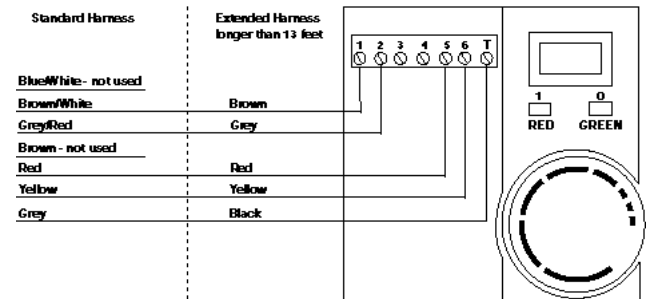 Standard Harness Extended Harness
longer than 13 feet
1 2 3 4 5 6 T
Blue/White - not used
Brown/White Brown
1 0
Grey/Red Grey
RED GREEN
Brown - not used
Red Red
Yellow Yellow
Grey Black